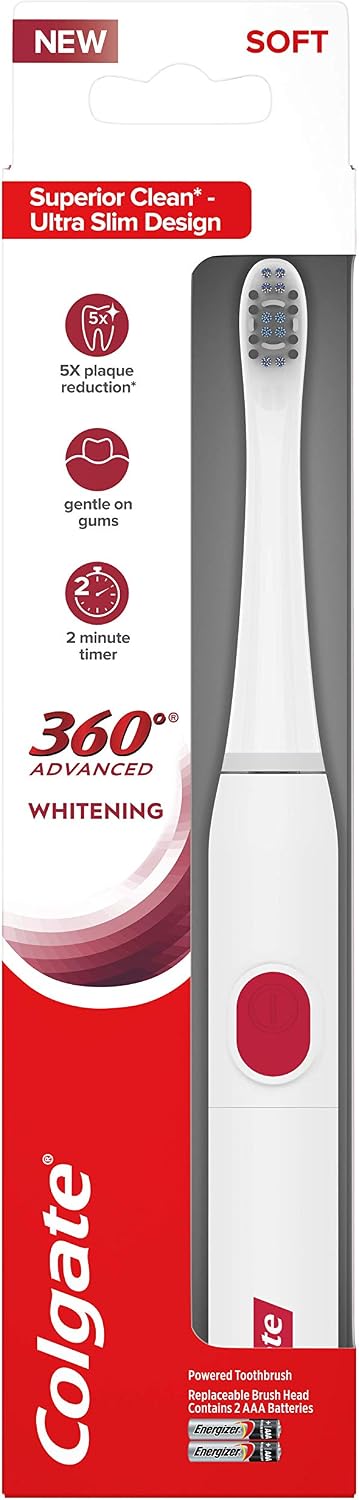 NEW
SOFT
Superior Clean* -
Ultra Slim Design
5X
5X plaque
reduction*
gentle on
gums
2
2 minute
timer
360°®
ADVANCED
WHITENING
Colgate®
te
Powered Toothbrush
Replaceable Brush Head
Contains 2 AAA Batteries
Energizer
Energizer